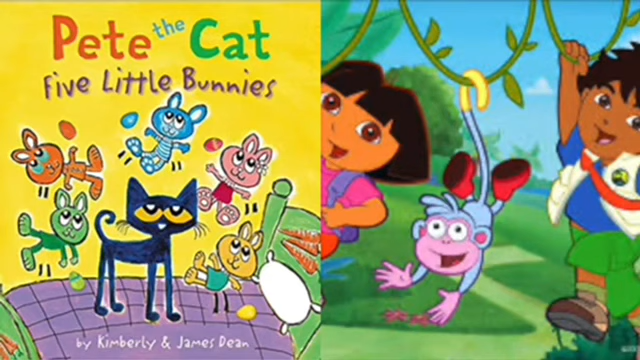 Pete the Cat
Five Little Bunnies
by Kimberly & James Dean